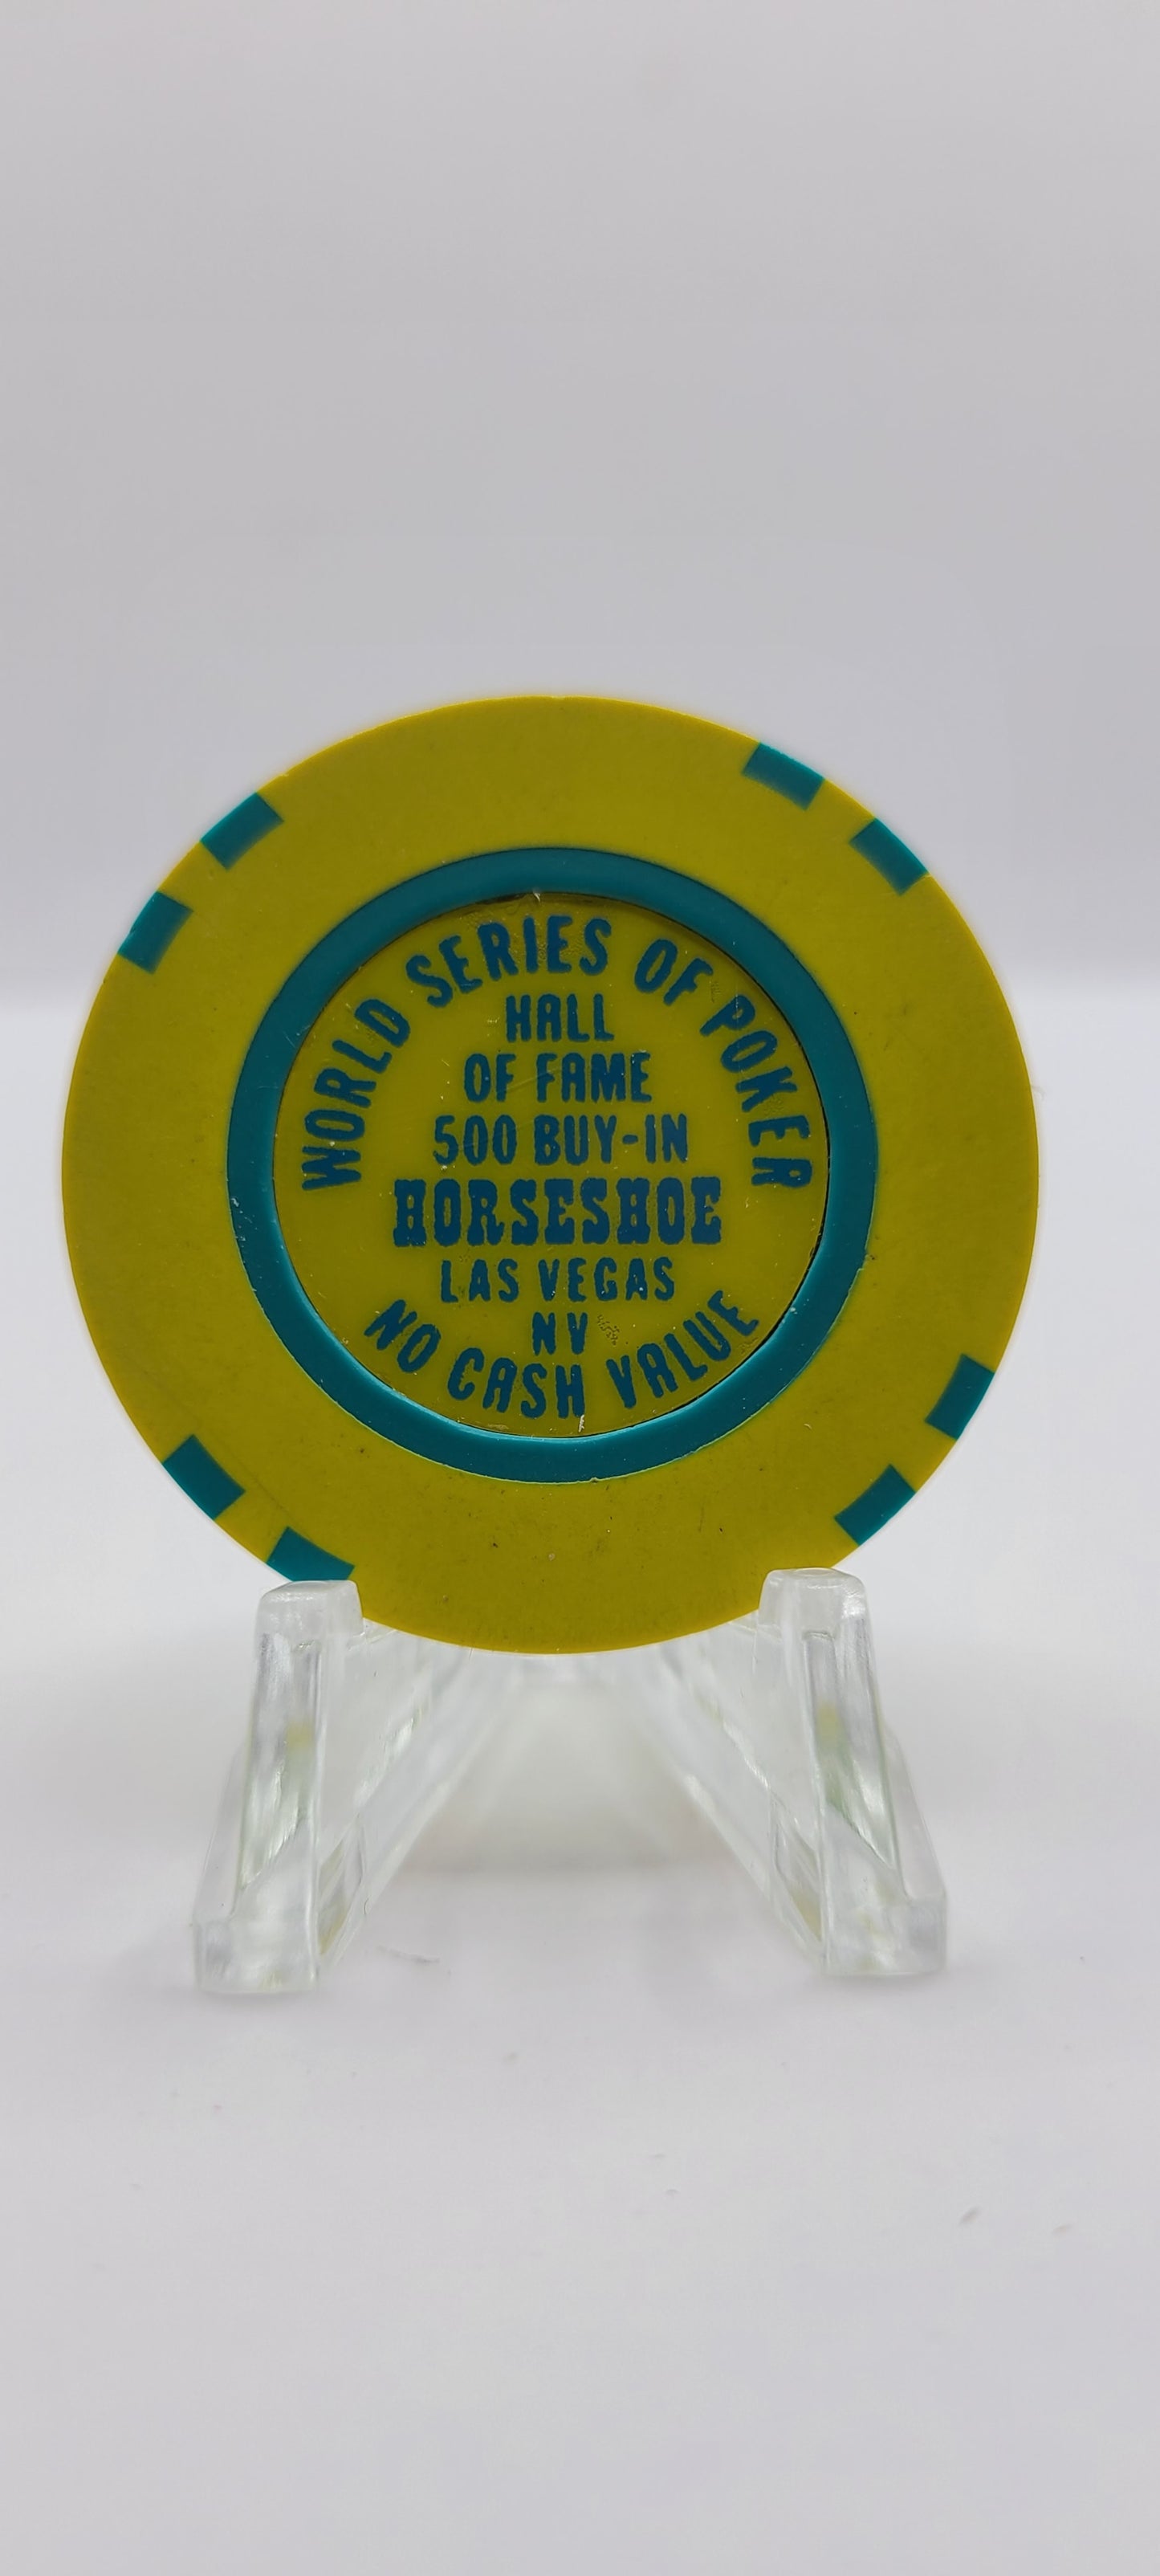 WORLD SERIES OF POKER
HALL
OF FAME
500 BUY-IN
HORSESHOE
LAS VEGAS
NV
NO CASH VALUE